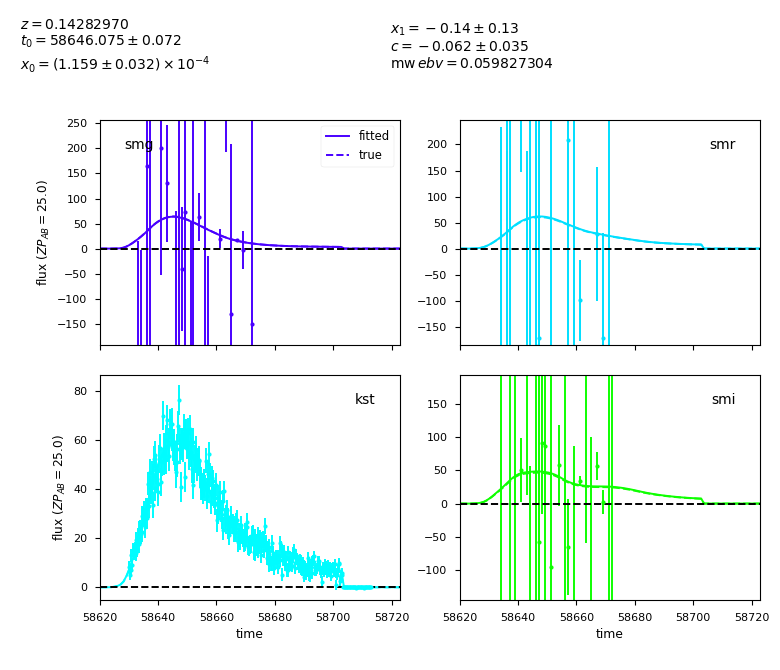 z = 0.14282970
t₀ = 58646.075 ± 0.072
x₀ = (1.159 ± 0.032) × 10⁻⁴
x₁ = −0.14 ± 0.13
c = −0.062 ± 0.035
mw ebv = 0.059827304
smg
fitted
true
250
200
150
100
50
0
−50
−100
−150
flux (ZP_AB = 25.0)
smr
200
150
100
50
0
−50
−100
−150
kst
80
60
40
20
0
flux (ZP_AB = 25.0)
58620 58640 58660 58680 58700 58720
time
smi
150
100
50
0
−50
−100
58620 58640 58660 58680 58700 58720
time